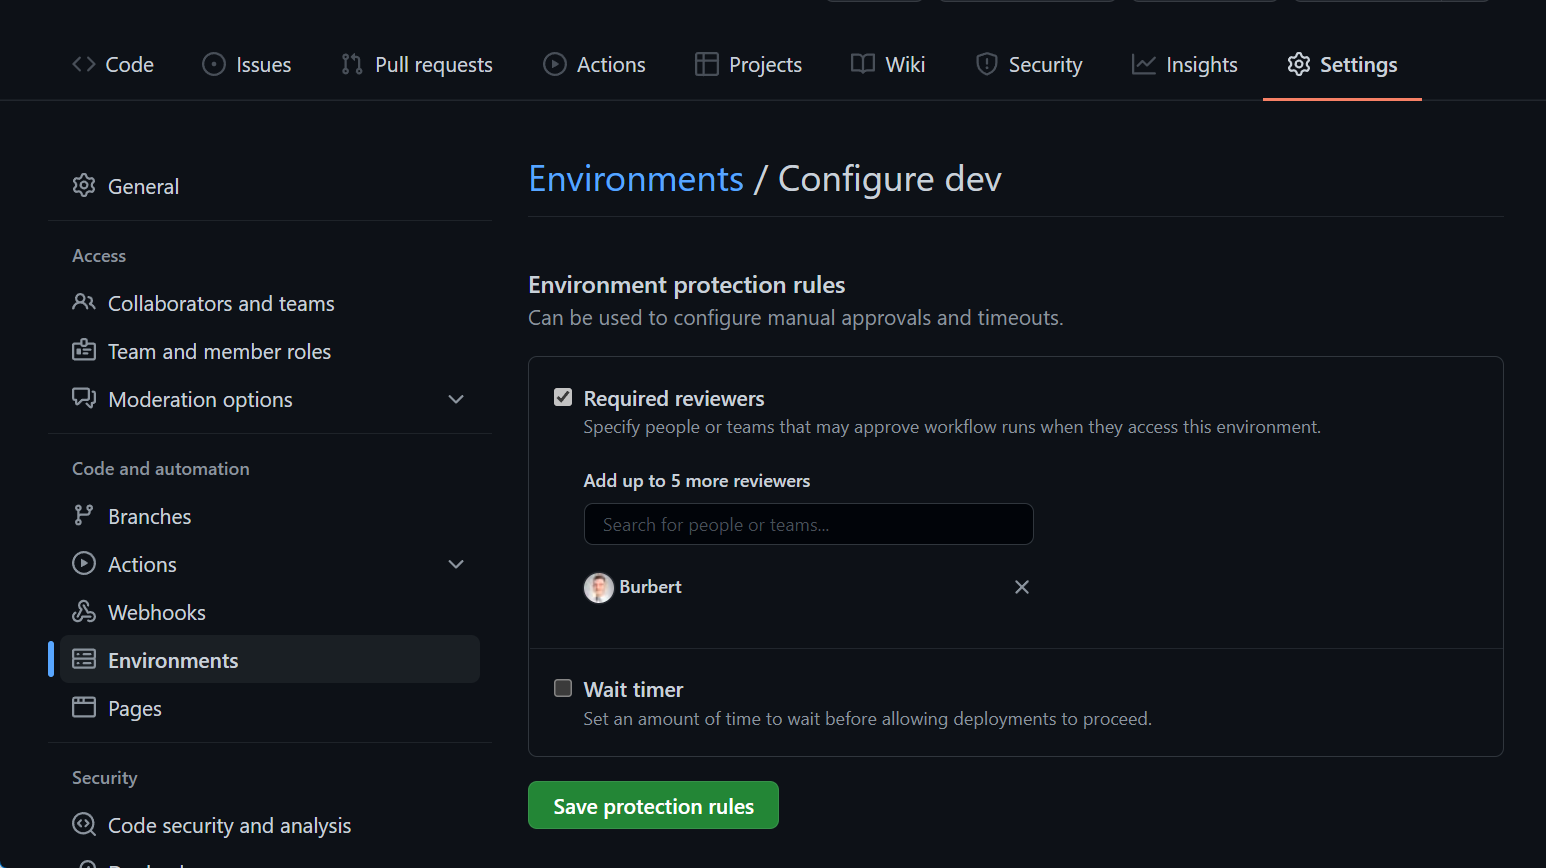 Code Issues Pull requests Actions Projects Wiki Security Insights Settings
General
Access
Collaborators and teams
Team and member roles
Moderation options
Code and automation
Branches
Actions
Webhooks
Environments
Pages
Security
Code security and analysis
Environments / Configure dev
Environment protection rules
Can be used to configure manual approvals and timeouts.
Required reviewers
Specify people or teams that may approve workflow runs when they access this environment.
Add up to 5 more reviewers
Search for people or teams...
Burbert
Wait timer
Set an amount of time to wait before allowing deployments to proceed.
Save protection rules